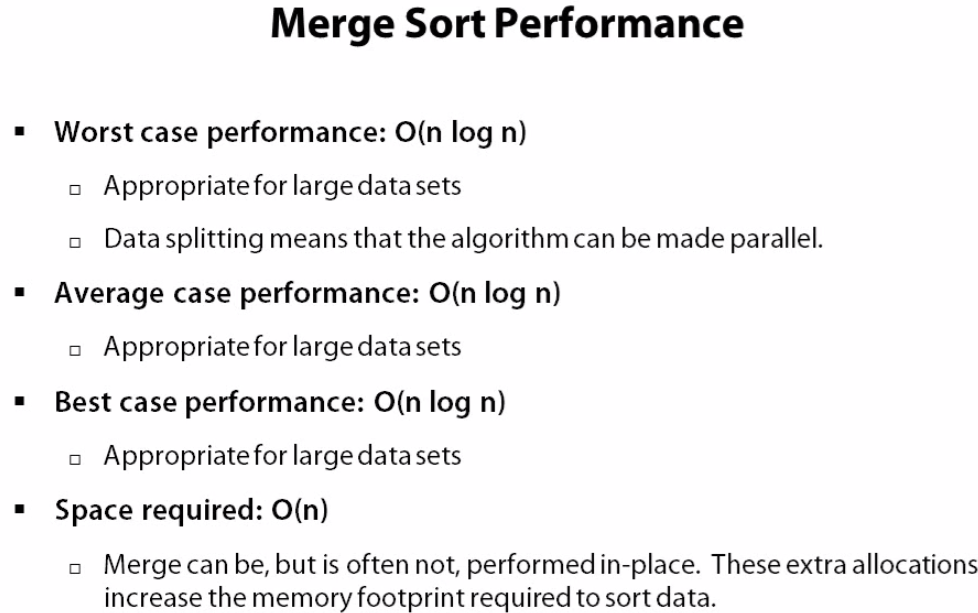 Merge Sort Performance
▪ Worst case performance: O(n log n)
▫ Appropriate for large data sets
▫ Data splitting means that the algorithm can be made parallel.
▪ Average case performance: O(n log n)
▫ Appropriate for large data sets
▪ Best case performance: O(n log n)
▫ Appropriate for large data sets
▪ Space required: O(n)
▫ Merge can be, but is often not, performed in-place. These extra allocations
increase the memory footprint required to sort data.